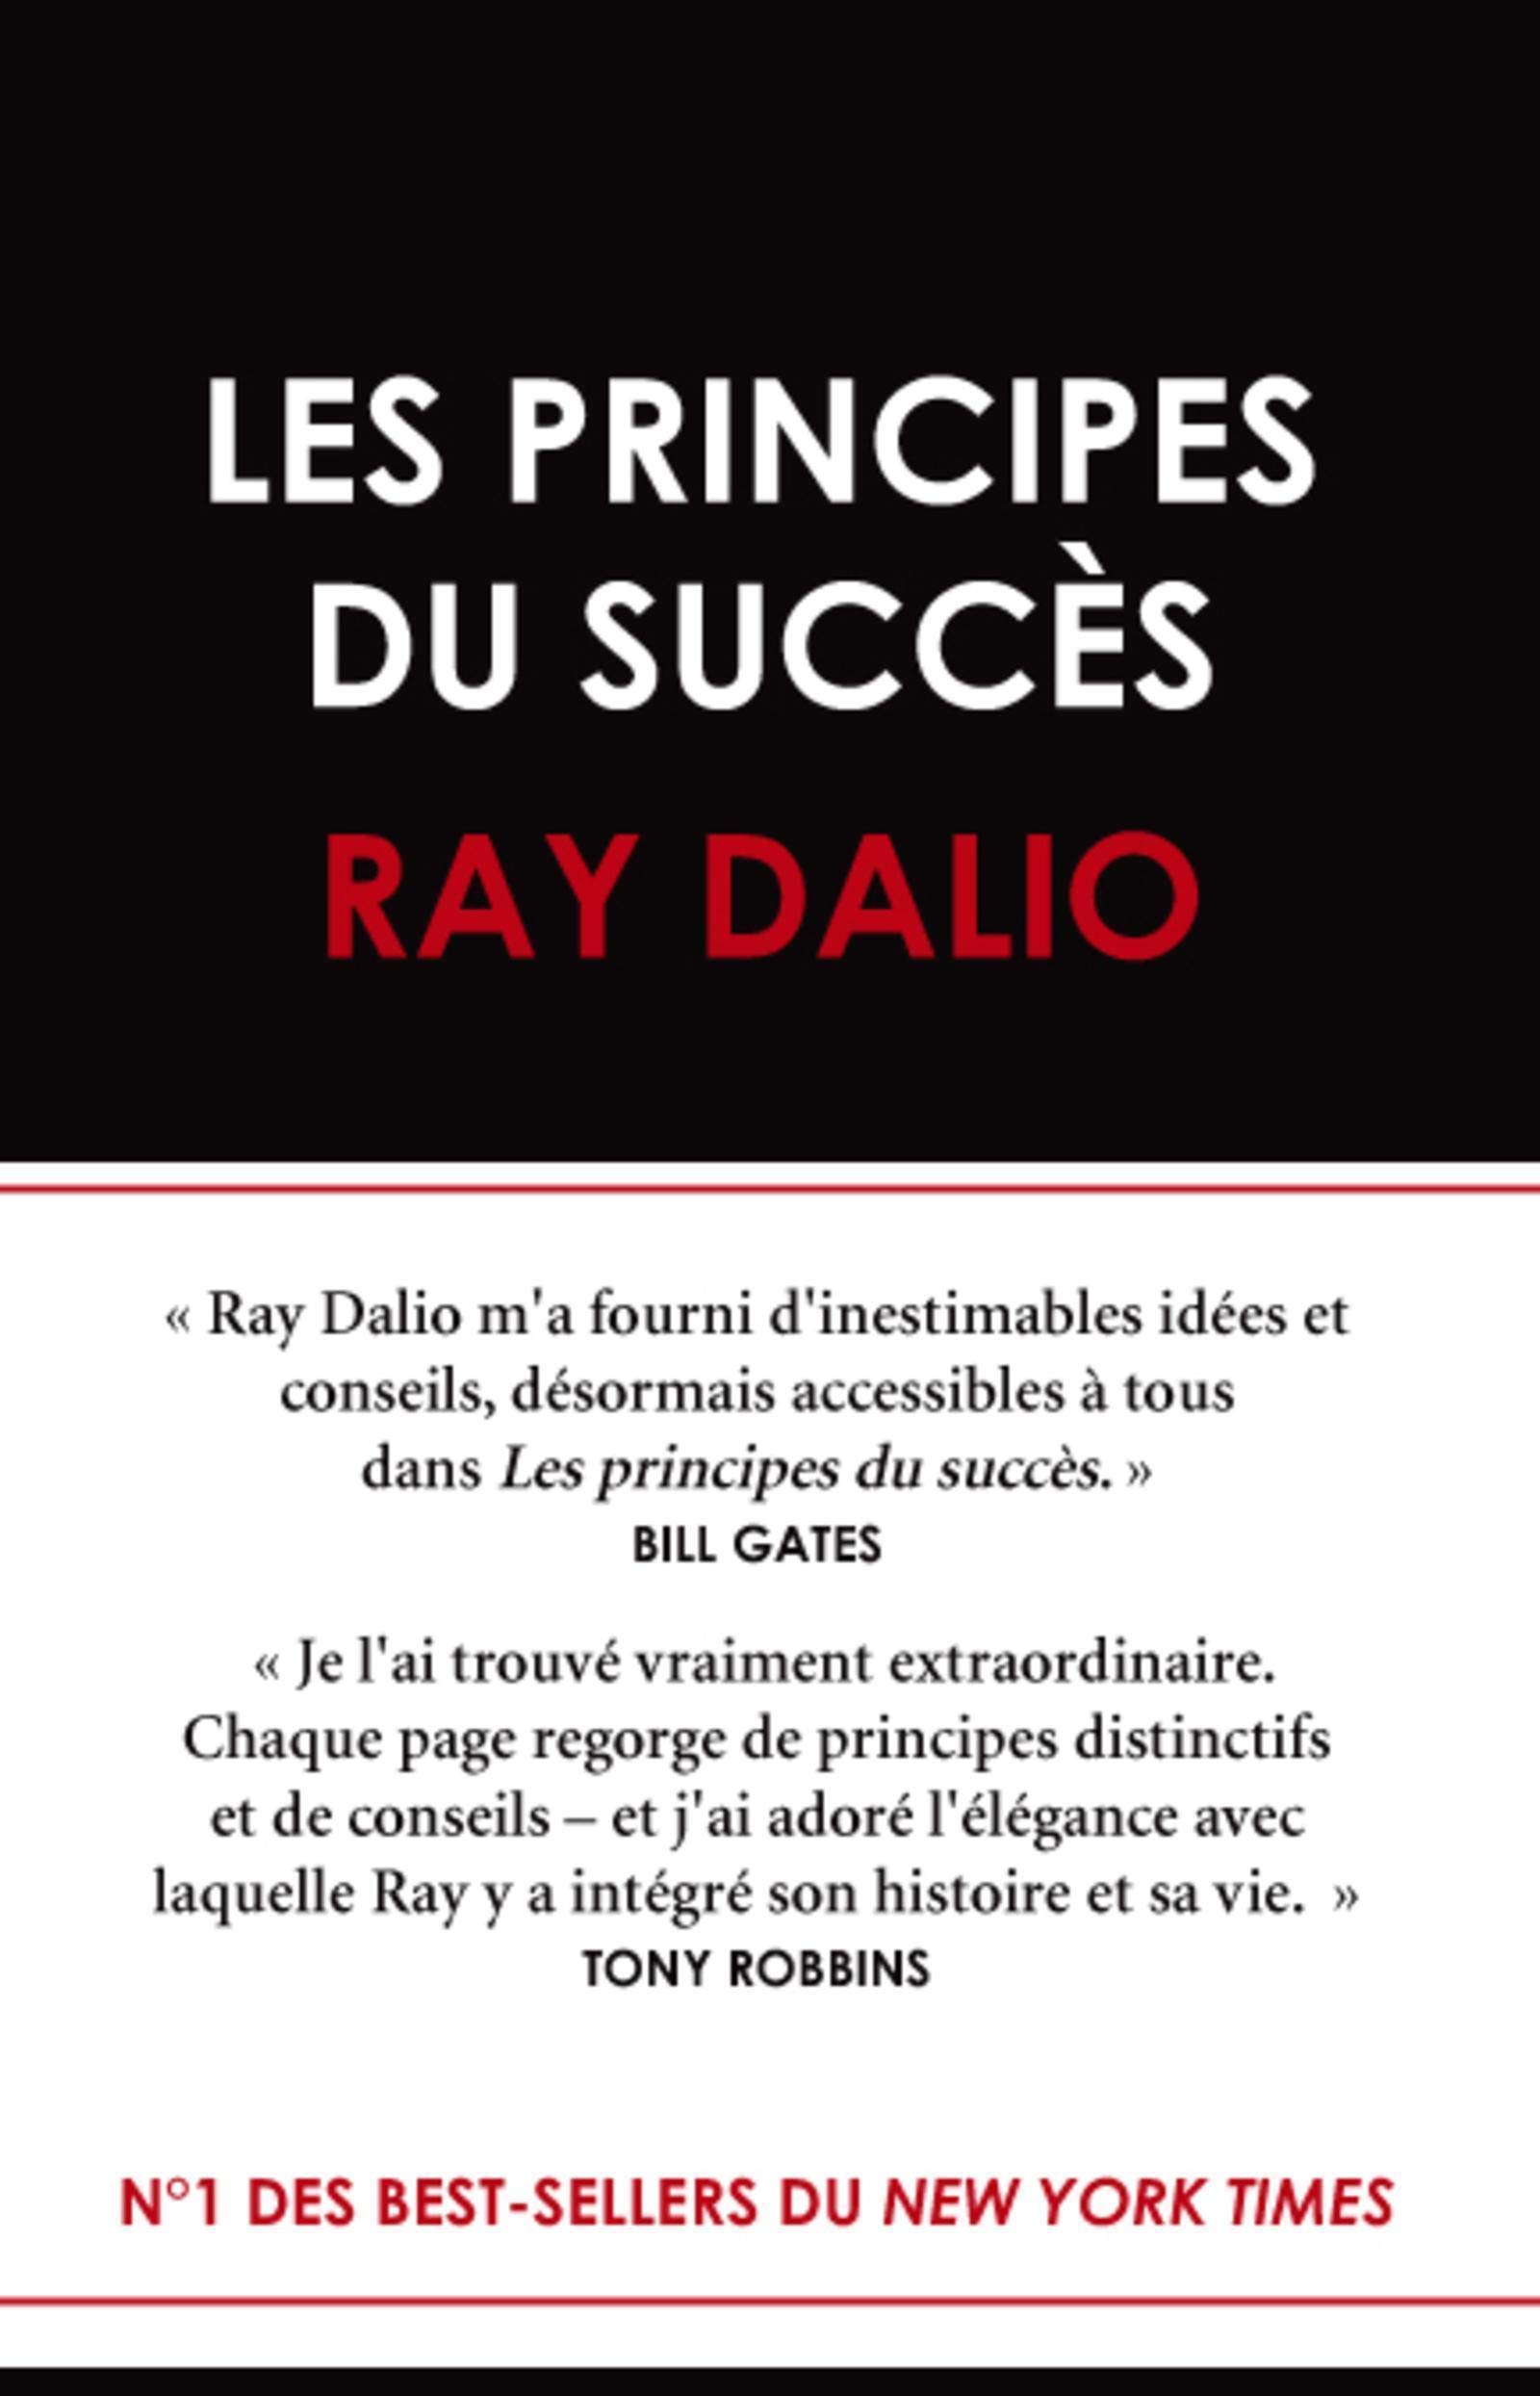 LES PRINCIPES
DU SUCCÈS
RAY DALIO
« Ray Dalio m'a fourni d'inestimables idées et
conseils, désormais accessibles à tous
dans Les principes du succès. »
BILL GATES
« Je l'ai trouvé vraiment extraordinaire.
Chaque page regorge de principes distinctifs
et de conseils – et j'ai adoré l'élégance avec
laquelle Ray y a intégré son histoire et sa vie. »
TONY ROBBINS
N°1 DES BEST-SELLERS DU NEW YORK TIMES